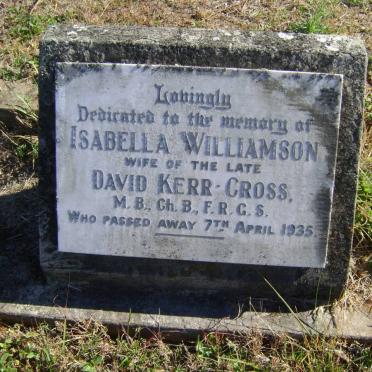 Lovingly
Dedicated to the memory of
ISABELLA WILLIAMSON
WIFE OF THE LATE
DAVID KERR-CROSS,
M.B., Ch.B., F.R.G.S.
WHO PASSED AWAY 7TH APRIL 1935.